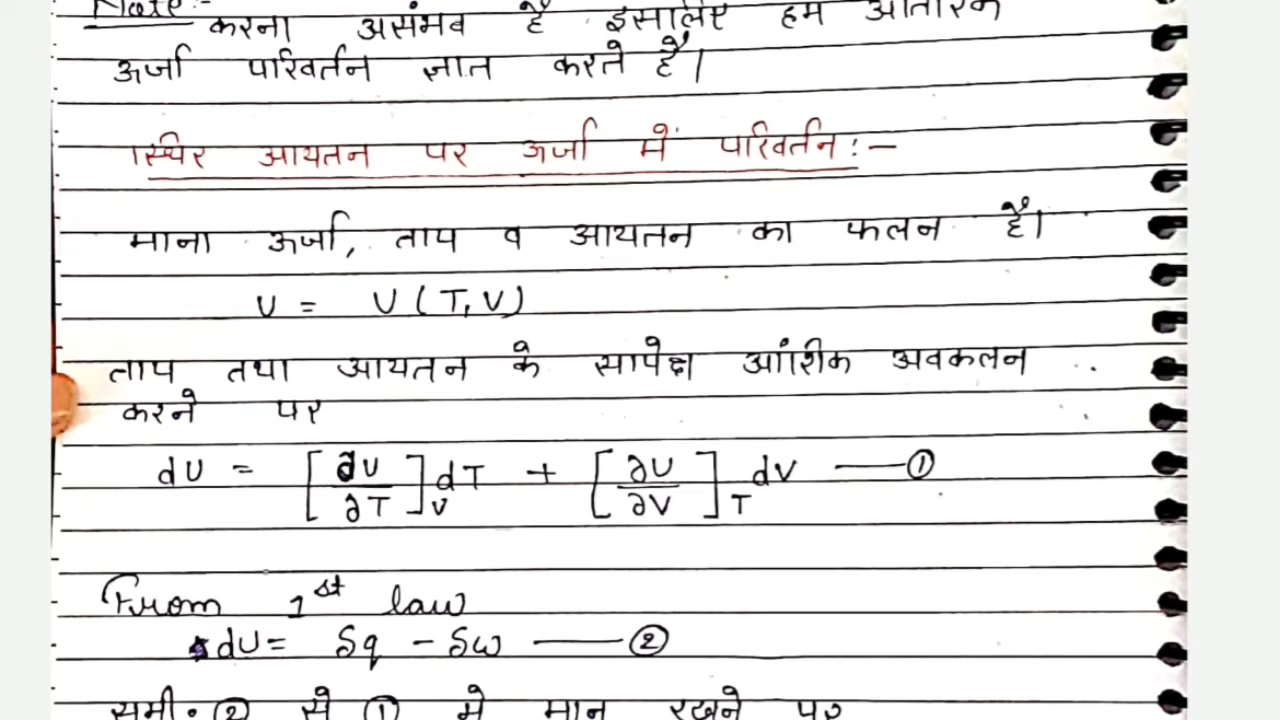 Note:-
करना असंभव है इसलिए हम आंतरिक
ऊर्जा परिवर्तन ज्ञात करते हैं।
स्थिर आयतन पर ऊर्जा में परिवर्तन:-
माना ऊर्जा, ताप व आयतन का फलन है।
U = U(T,V)
ताप तथा आयतन के सापेक्ष आंशिक अवकलन
करने पर
dU = [∂U/∂T]V dT + [∂U/∂V]T dV —— ①
From 1st law
dU = δq - δw —— ②
समी. ② से ① मे मान रखने पर